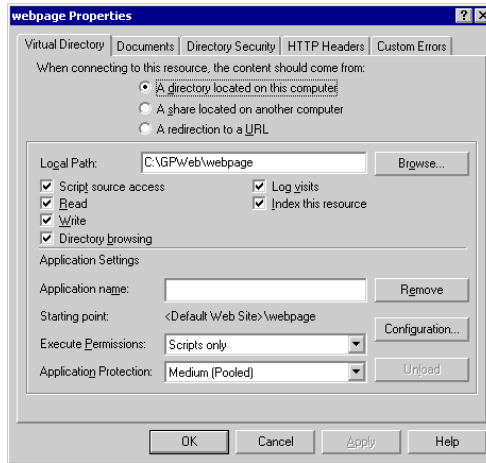 webpage Properties
Virtual Directory Documents Directory Security HTTP Headers Custom Errors
When connecting to this resource, the content should come from:
A directory located on this computer
A share located on another computer
A redirection to a URL
Local Path: C:\GPWeb\webpage Browse...
Script source access Log visits
Read Index this resource
Write
Directory browsing
Application Settings
Application name: Remove
Starting point: <Default Web Site>\webpage
Configuration...
Execute Permissions: Scripts only
Application Protection: Medium (Pooled) Unload
OK Cancel Apply Help